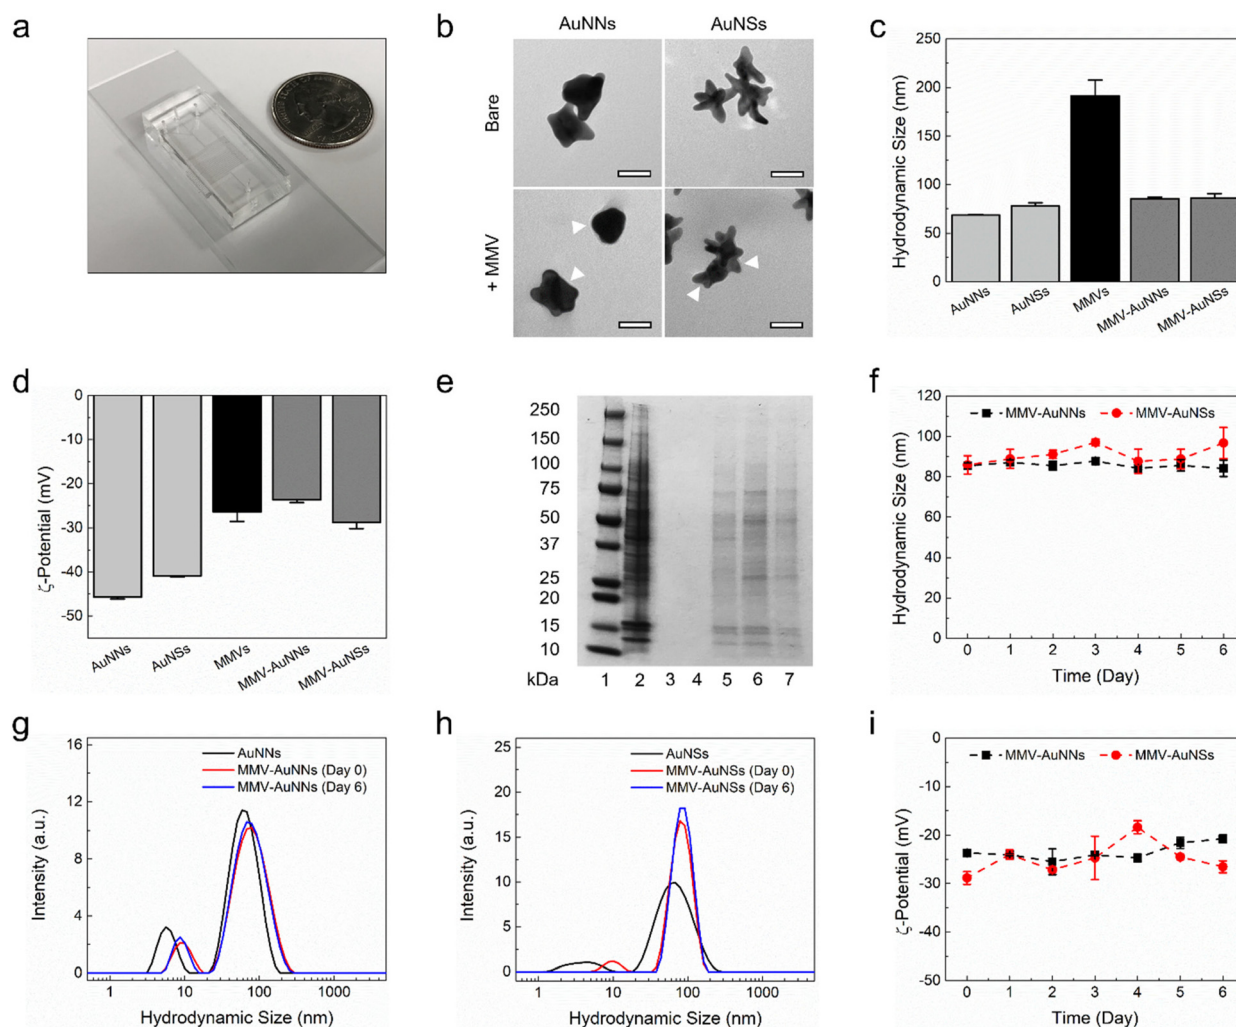 a
b
AuNNs
AuNSs
Bare
+ MMV
c
Hydrodynamic Size (nm)
250
200
150
100
50
0
AuNNs
AuNSs
MMVs
MMV-AuNNs
MMV-AuNSs
d
ζ-Potential (mV)
0
-10
-20
-30
-40
-50
AuNNs
AuNSs
MMVs
MMV-AuNNs
MMV-AuNSs
e
250
150
100
75
50
37
25
20
15
10
kDa 1 2 3 4 5 6 7
f
Hydrodynamic Size (nm)
120
100
80
60
40
20
0
MMV-AuNNs MMV-AuNSs
0 1 2 3 4 5 6
Time (Day)
g
Intensity (a.u.)
16
12
8
4
0
AuNNs
MMV-AuNNs (Day 0)
MMV-AuNNs (Day 6)
1 10 100 1000
Hydrodynamic Size (nm)
h
Intensity (a.u.)
25
20
15
10
5
0
AuNSs
MMV-AuNSs (Day 0)
MMV-AuNSs (Day 6)
1 10 100 1000
Hydrodynamic Size (nm)
i
ζ-Potential (mV)
0
-10
-20
-30
-40
-50
MMV-AuNNs MMV-AuNSs
0 1 2 3 4 5 6
Time (Day)